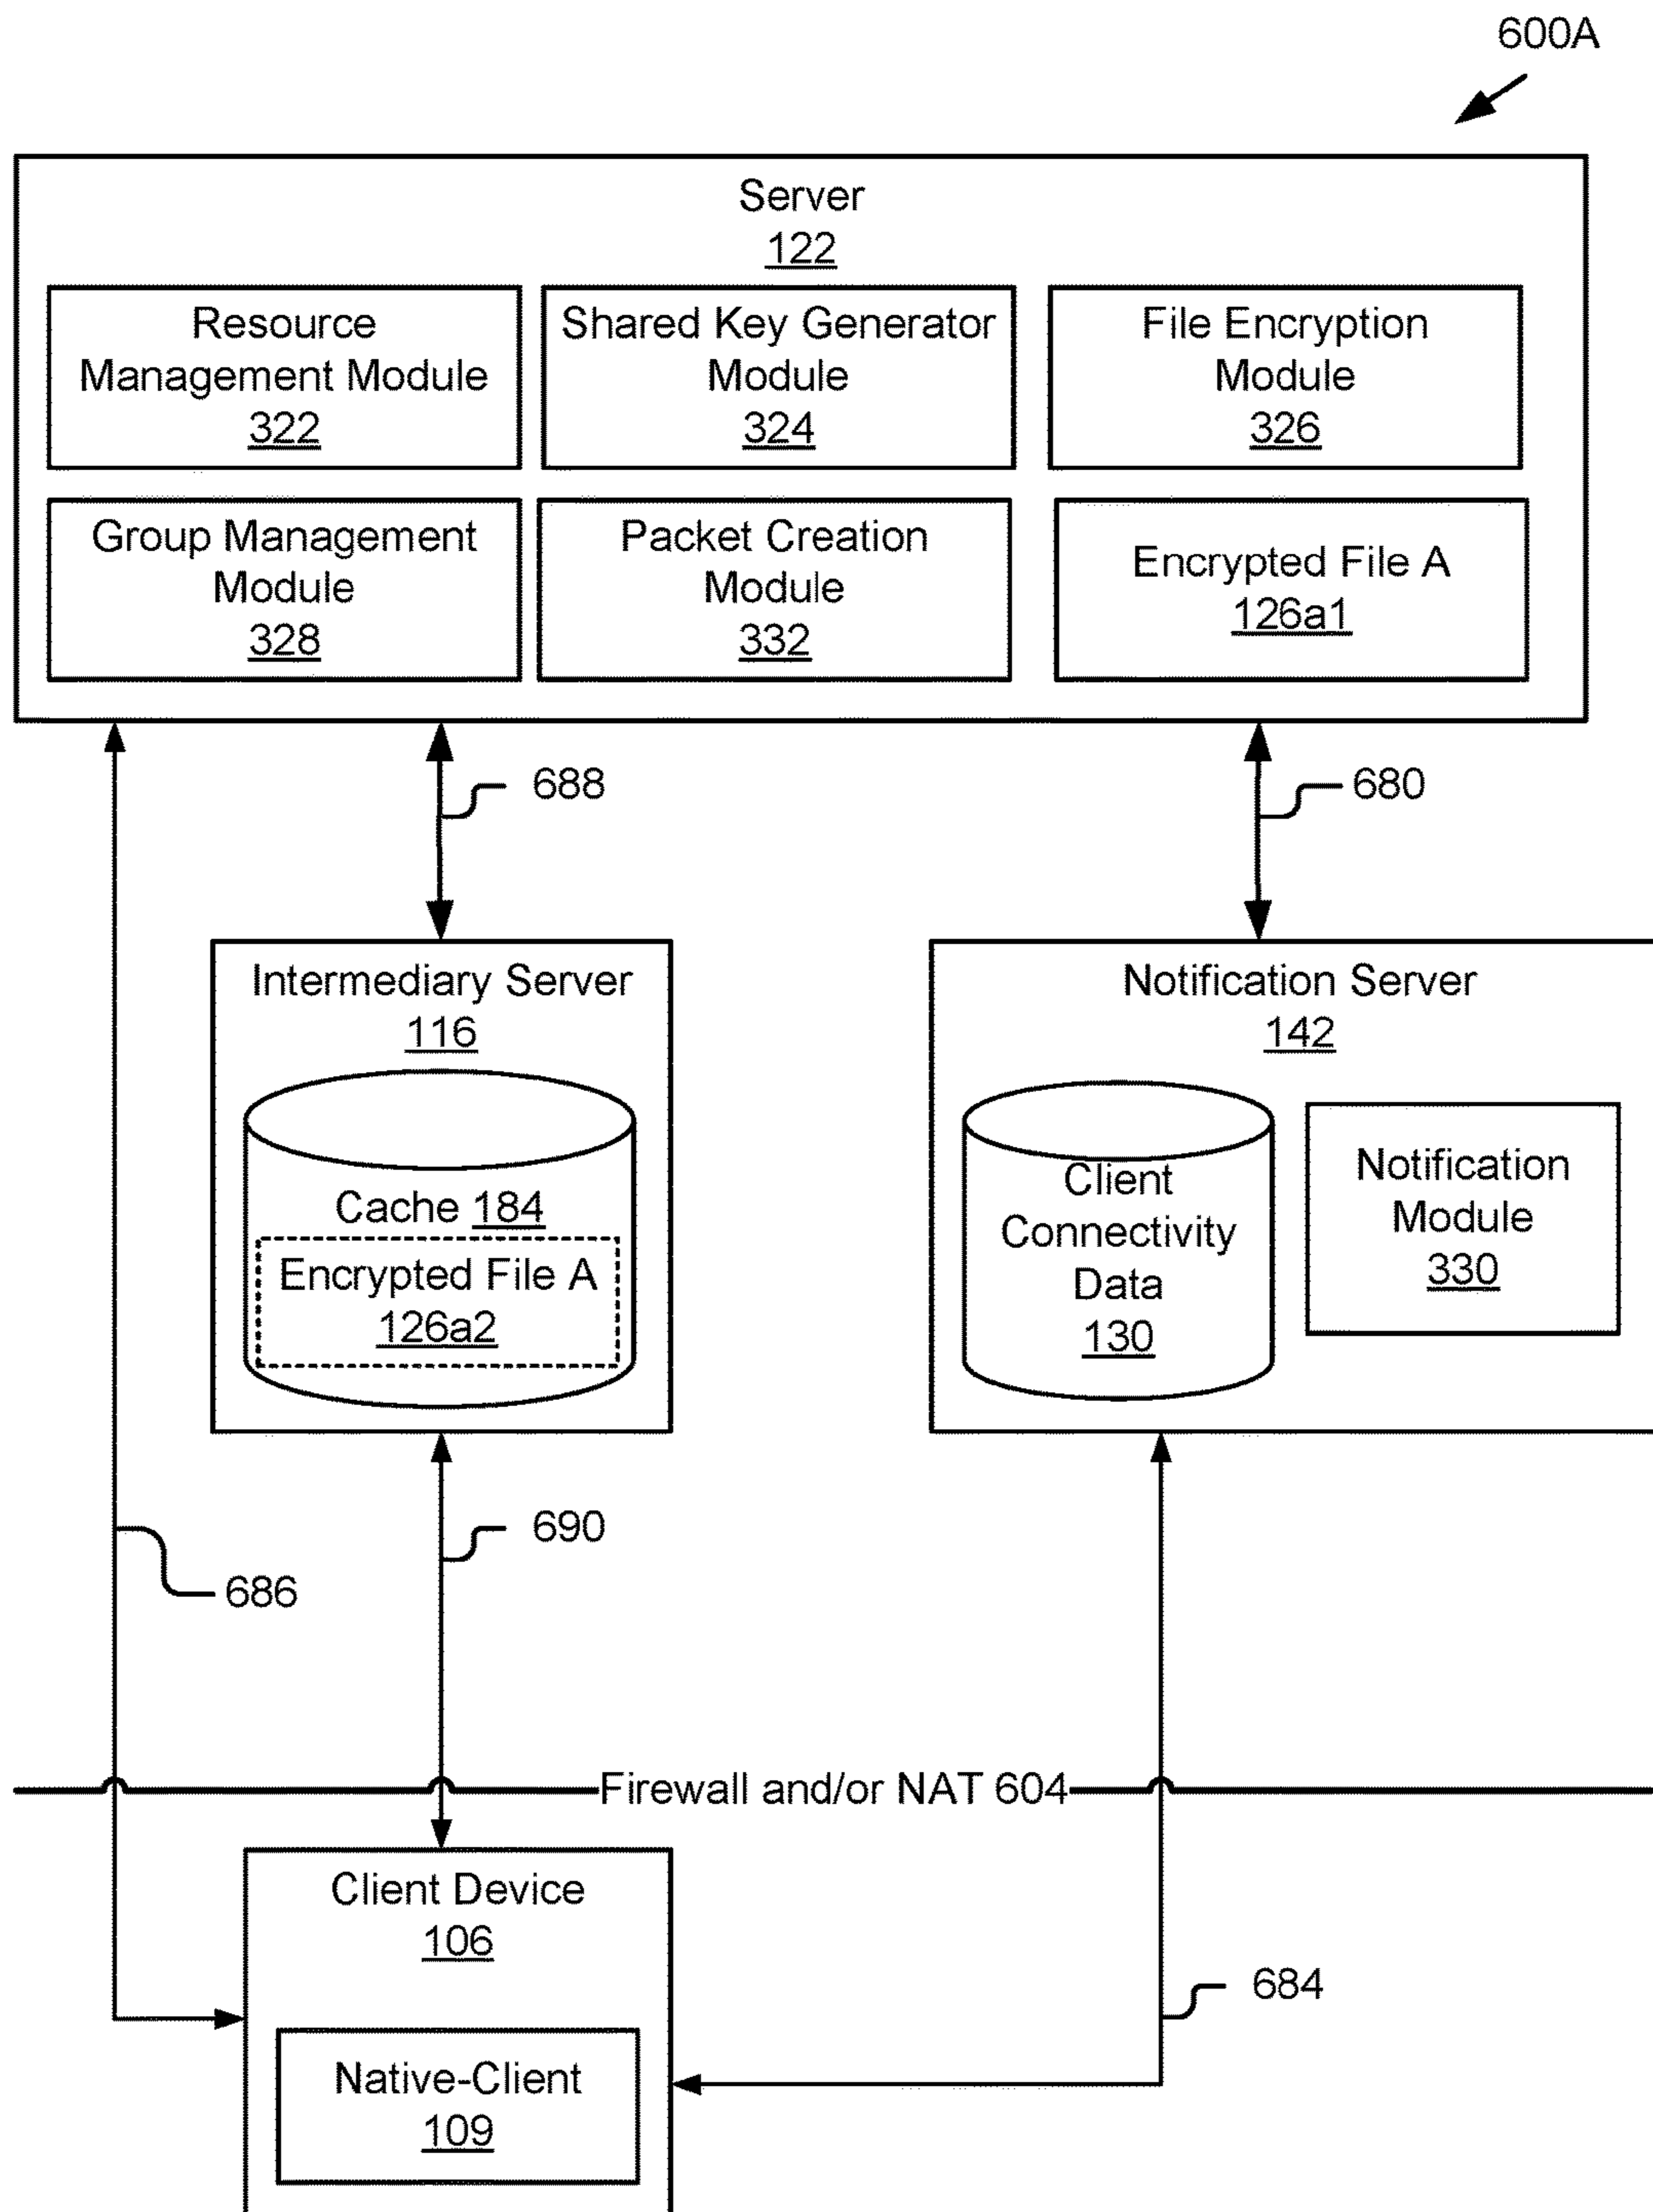 600A
Server
122
Resource
Management Module
322
Shared Key Generator
Module
324
File Encryption
Module
326
Group Management
Module
328
Packet Creation
Module
332
Encrypted File A
126a1
688
680
Intermediary Server
116
Cache 184
Encrypted File A
126a2
Notification Server
142
Client
Connectivity
Data
130
Notification
Module
330
690
686
Firewall and/or NAT 604
Client Device
106
Native-Client
109
684